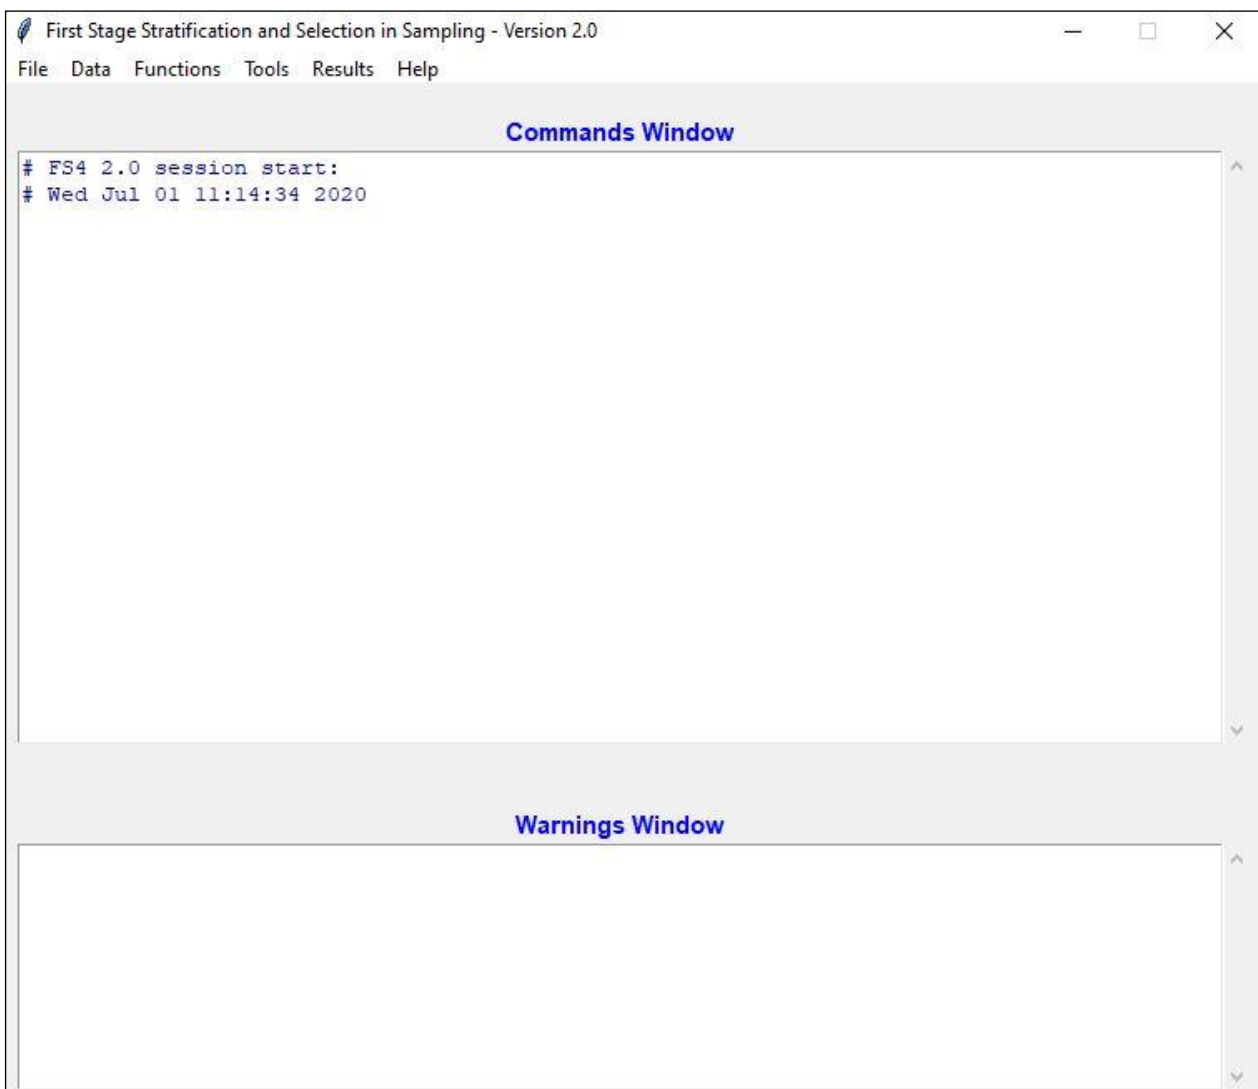 First Stage Stratification and Selection in Sampling - Version 2.0
File Data Functions Tools Results Help
Commands Window
# FS4 2.0 session start:
# Wed Jul 01 11:14:34 2020
Warnings Window